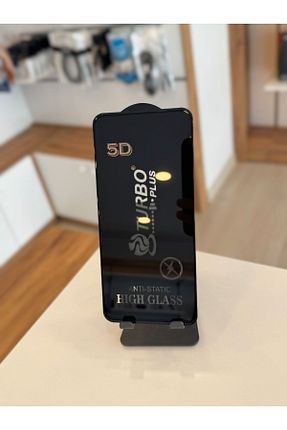 5D
TURBO®
PLUS
ANTI-STATIC
HIGH GLASS